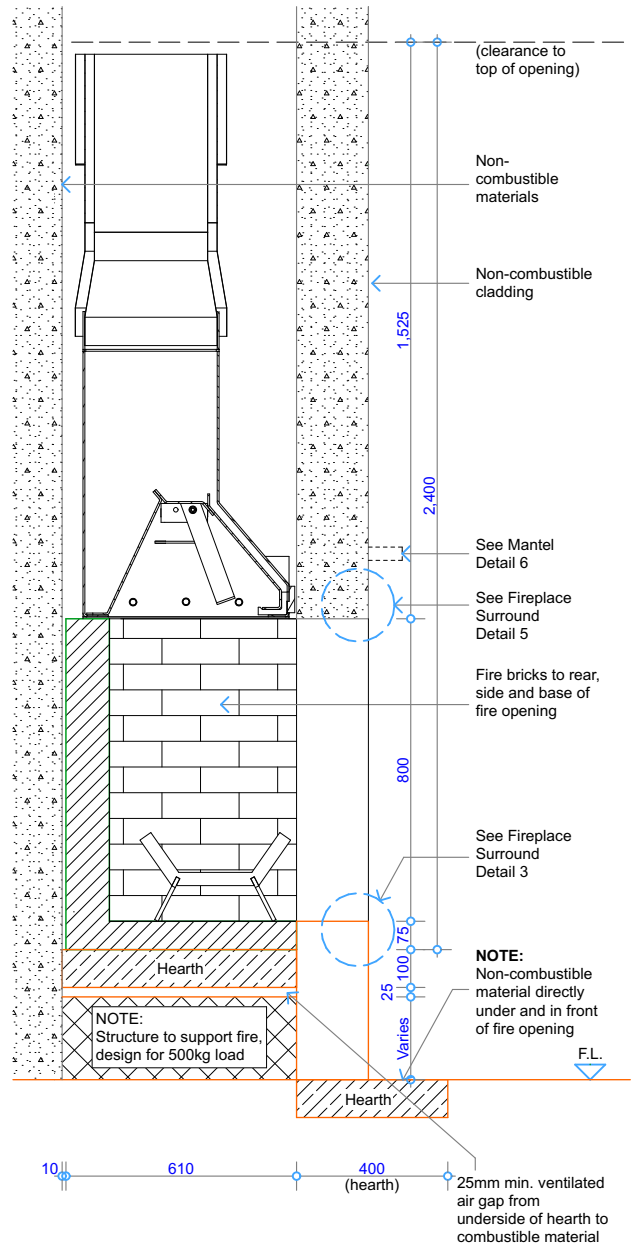 (clearance to
top of opening)
Non-
combustible
materials
Non-combustible
cladding
1,525
2,400
See Mantel
Detail 6
See Fireplace
Surround
Detail 5
Fire bricks to rear,
side and base of
fire opening
800
See Fireplace
Surround
Detail 3
75
100
25
Varies
NOTE:
Non-combustible
material directly
under and in front
of fire opening
Hearth
NOTE:
Structure to support fire,
design for 500kg load
F.L.
Hearth
10
610
400
(hearth)
25mm min. ventilated
air gap from
underside of hearth to
combustible material